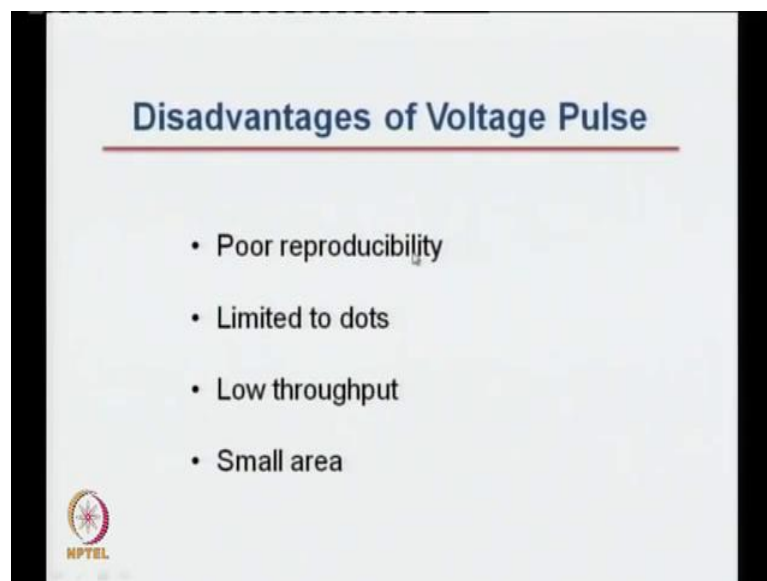 Disadvantages of Voltage Pulse
• Poor reproducibility
• Limited to dots
• Low throughput
• Small area
NPTEL